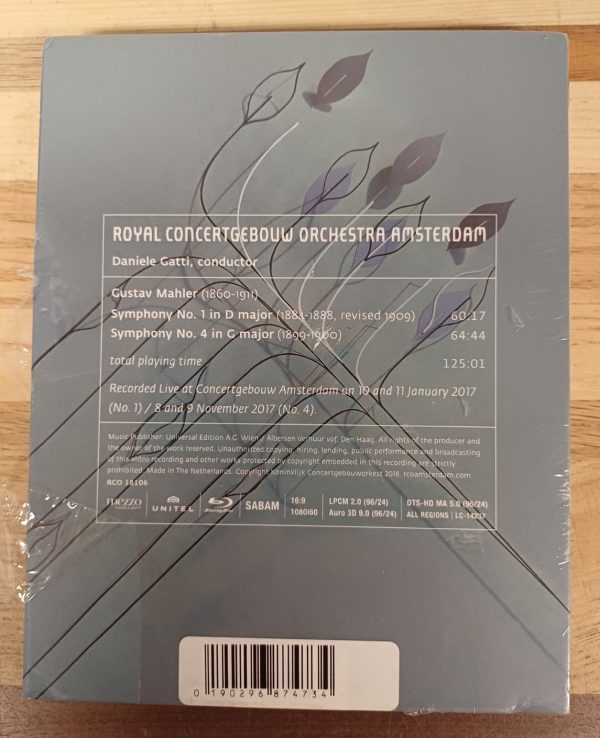 ROYAL CONCERTGEBOUW ORCHESTRA AMSTERDAM
Daniele Gatti, conductor
Gustav Mahler (1860-1911)
Symphony No. 1 in D major (1884-1888, revised 1909) 60:17
Symphony No. 4 in G major (1899-1900) 64:44
total playing time 125:01
Recorded Live at Concertgebouw Amsterdam on 10 and 11 January 2017
(No. 1) / 8 and 9 November 2017 (No. 4).
Music Publisher: Universal Edition A.G. Wien / Albersen Verhuur vof, Den Haag. All rights of the producer and
the owner of the work reserved. Unauthorized copying, hiring, lending, public performance and broadcasting
of this video recording and other works protected by copyright embedded in this recording are strictly
prohibited. Made in The Netherlands. Copyright Koninklijk Concertgebouworkest 2018. rcoamsterdam.com
RCO 18106
mezzo
UNITEL
Blu-ray Disc
SABAM
16:9
1080i60
LPCM 2.0 (96/24)
Auro 3D 9.0 (96/24)
DTS-HD MA 5.0 (96/24)
ALL REGIONS | LC-14237
0 190296 874734